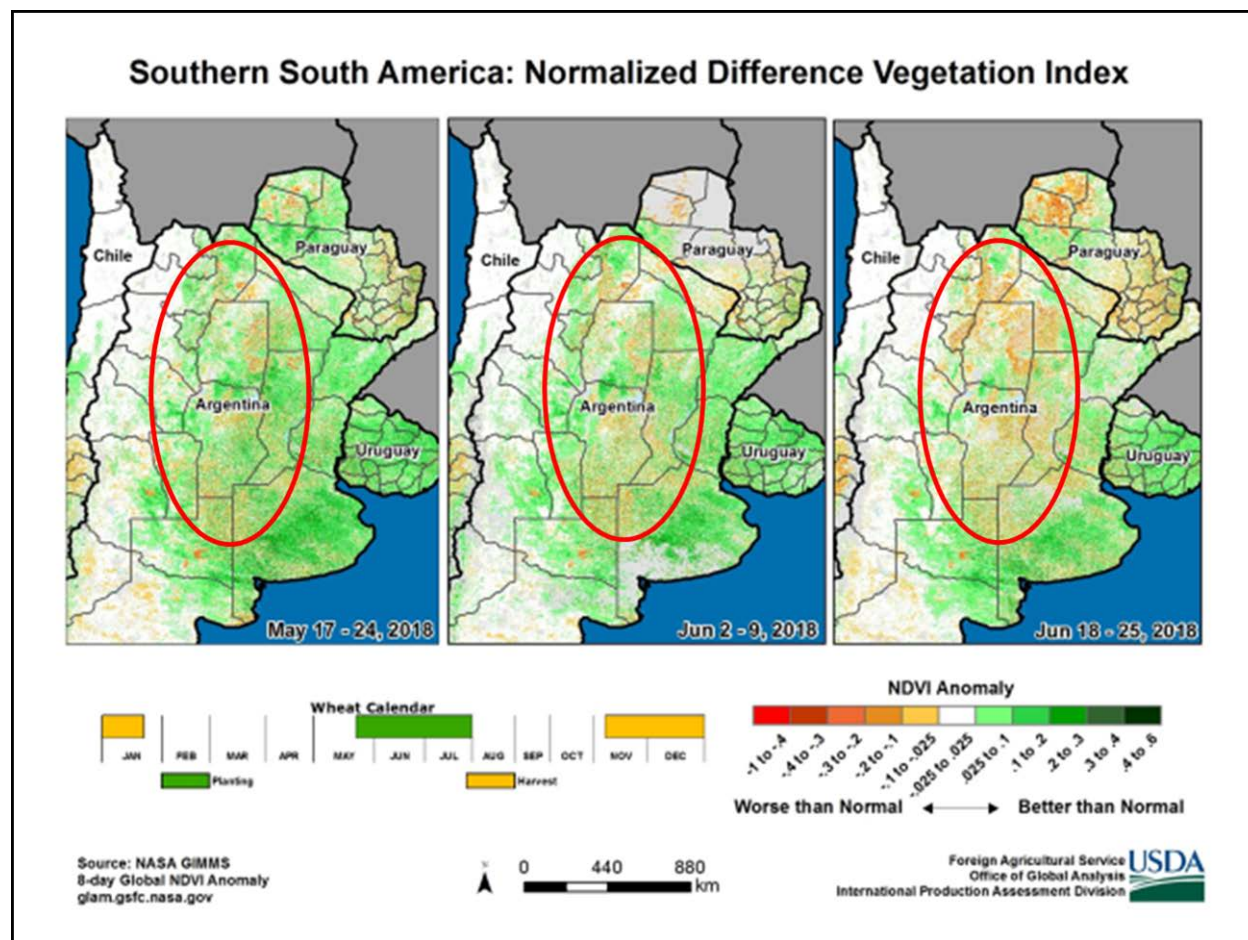 Southern South America: Normalized Difference Vegetation Index
Chile
Paraguay
Argentina
Uruguay
May 17 - 24, 2018
Chile
Paraguay
Argentina
Uruguay
Jun 2 - 9, 2018
Chile
Paraguay
Argentina
Uruguay
Jun 18 - 25, 2018
Wheat Calendar
JAN FEB MAR APR MAY JUN JUL AUG SEP OCT NOV DEC
Planting Harvest
NDVI Anomaly
-1 to -.4 -.4 to -.3 -.3 to -.2 -.2 to -.1 -.1 to -.025 -.025 to .025 .025 to .1 .1 to .2 .2 to .3 .3 to .4 .4 to .6
Worse than Normal Better than Normal
Source: NASA GIMMS
8-day Global NDVI Anomaly
glam.gsfc.nasa.gov
N
0 440 880
km
Foreign Agricultural Service
Office of Global Analysis
International Production Assessment Division
USDA